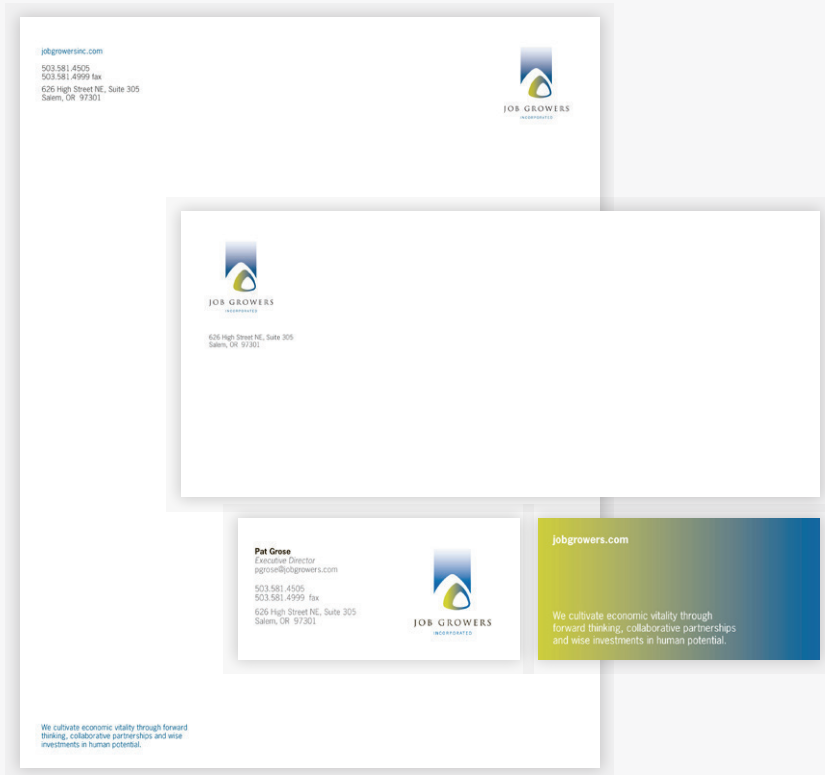 jobgrowersinc.com
503.581.4505
503.581.4999 fax
626 High Street NE, Suite 305
Salem, OR 97301
JOB GROWERS
INCORPORATED
JOB GROWERS
INCORPORATED
626 High Street NE, Suite 305
Salem, OR 97301
Pat Grose
Executive Director
pgrose@jobgrowers.com
503.581.4505
503.581.4999 fax
626 High Street NE, Suite 305
Salem, OR 97301
JOB GROWERS
INCORPORATED
jobgrowers.com
We cultivate economic vitality through
forward thinking, collaborative partnerships
and wise investments in human potential.
We cultivate economic vitality through forward
thinking, collaborative partnerships and wise
investments in human potential.